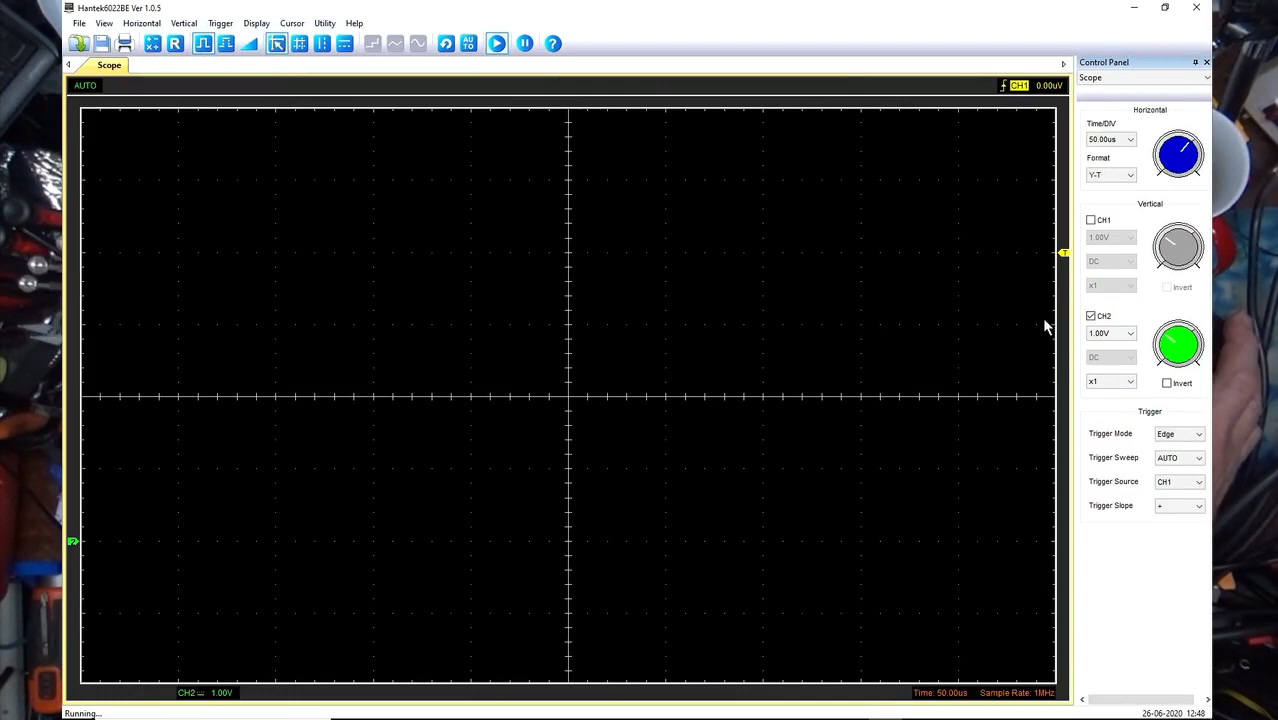 Hantek6022BE Ver 1.0.5
File View Horizontal Vertical Trigger Display Cursor Utility Help
R AUTO ?
Scope
Control Panel
Scope
AUTO
CH1 0.00uV
Horizontal
Time/DIV
50.00us
Format
Y-T
Vertical
CH1
1.00V
DC
x1
Invert
CH2
1.00V
DC
x1
Invert
Trigger
Trigger Mode Edge
Trigger Sweep AUTO
Trigger Source CH1
Trigger Slope +
T
2
CH2 1.00V
Time: 50.00us Sample Rate: 1MHz
Running...
26-06-2020 12:48